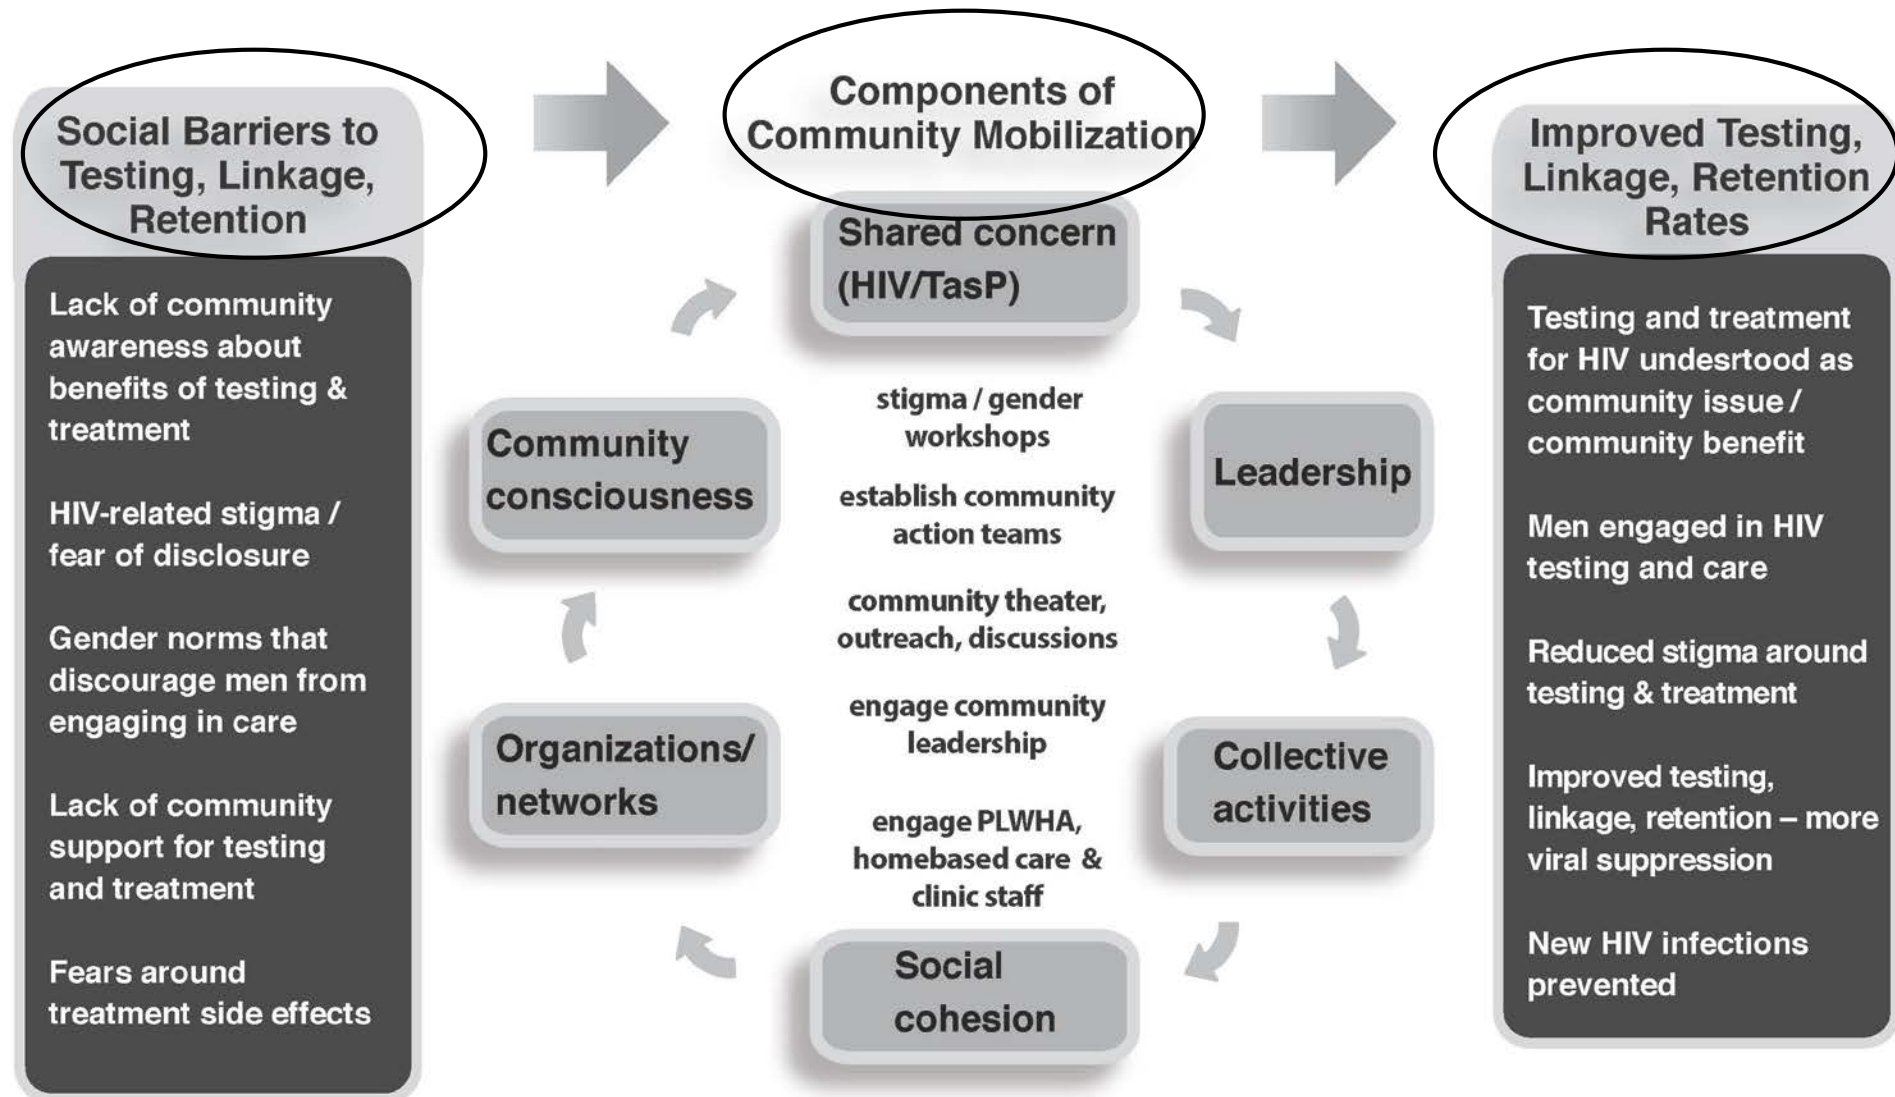 Social Barriers to
Testing, Linkage,
Retention
Lack of community
awareness about
benefits of testing &
treatment
HIV-related stigma /
fear of disclosure
Gender norms that
discourage men from
engaging in care
Lack of community
support for testing
and treatment
Fears around
treatment side effects
Components of
Community Mobilization
Shared concern
(HIV/TasP)
Leadership
Collective
activities
Social
cohesion
Organizations/
networks
Community
consciousness
stigma / gender
workshops
establish community
action teams
community theater,
outreach, discussions
engage community
leadership
engage PLWHA,
homebased care &
clinic staff
Improved Testing,
Linkage, Retention
Rates
Testing and treatment
for HIV undesrtood as
community issue /
community benefit
Men engaged in HIV
testing and care
Reduced stigma around
testing & treatment
Improved testing,
linkage, retention – more
viral suppression
New HIV infections
prevented